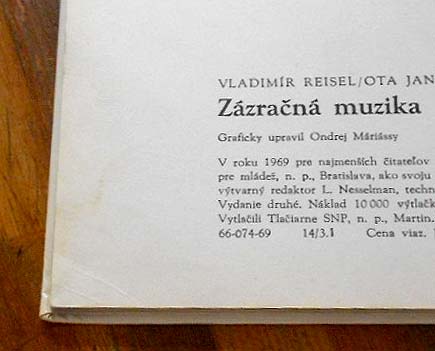 VLADIMÍR REISEL/OTA JAN
Zázračná muzika
Graficky upravil Ondrej Máriássy
V roku 1969 pre najmenších čitateľov
pre mládež, n. p., Bratislava, ako svoju
výtvarný redaktor L. Nesselman, techn
Vydanie druhé. Náklad 10 000 výtlačk
Vytlačili Tlačiarne SNP, n. p., Martin.
66-074-69 14/3.1 Cena viaz.